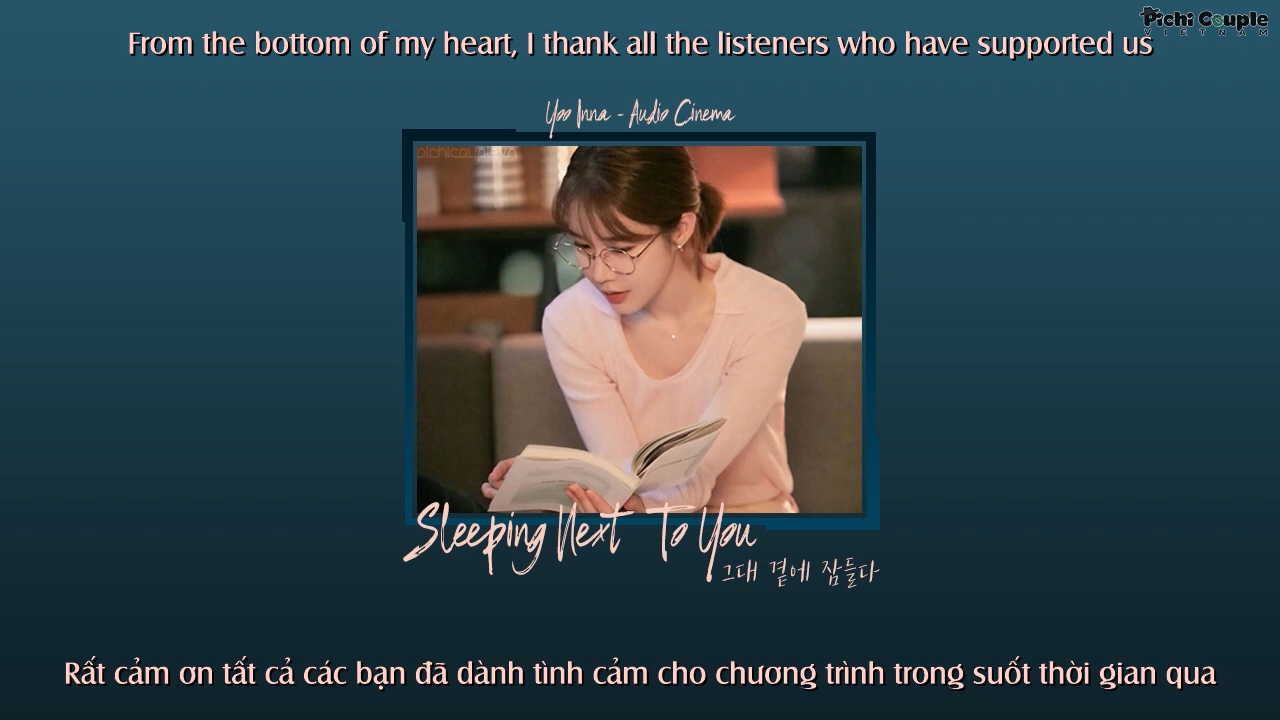 Pichi Couple
VIETNAM
From the bottom of my heart, I thank all the listeners who have supported us
Yoo Inna - Audio Cinema
pichicouple.vn
Sleeping Next To You
그대 곁에 잠들다
Rất cảm ơn tất cả các bạn đã dành tình cảm cho chương trình trong suốt thời gian qua